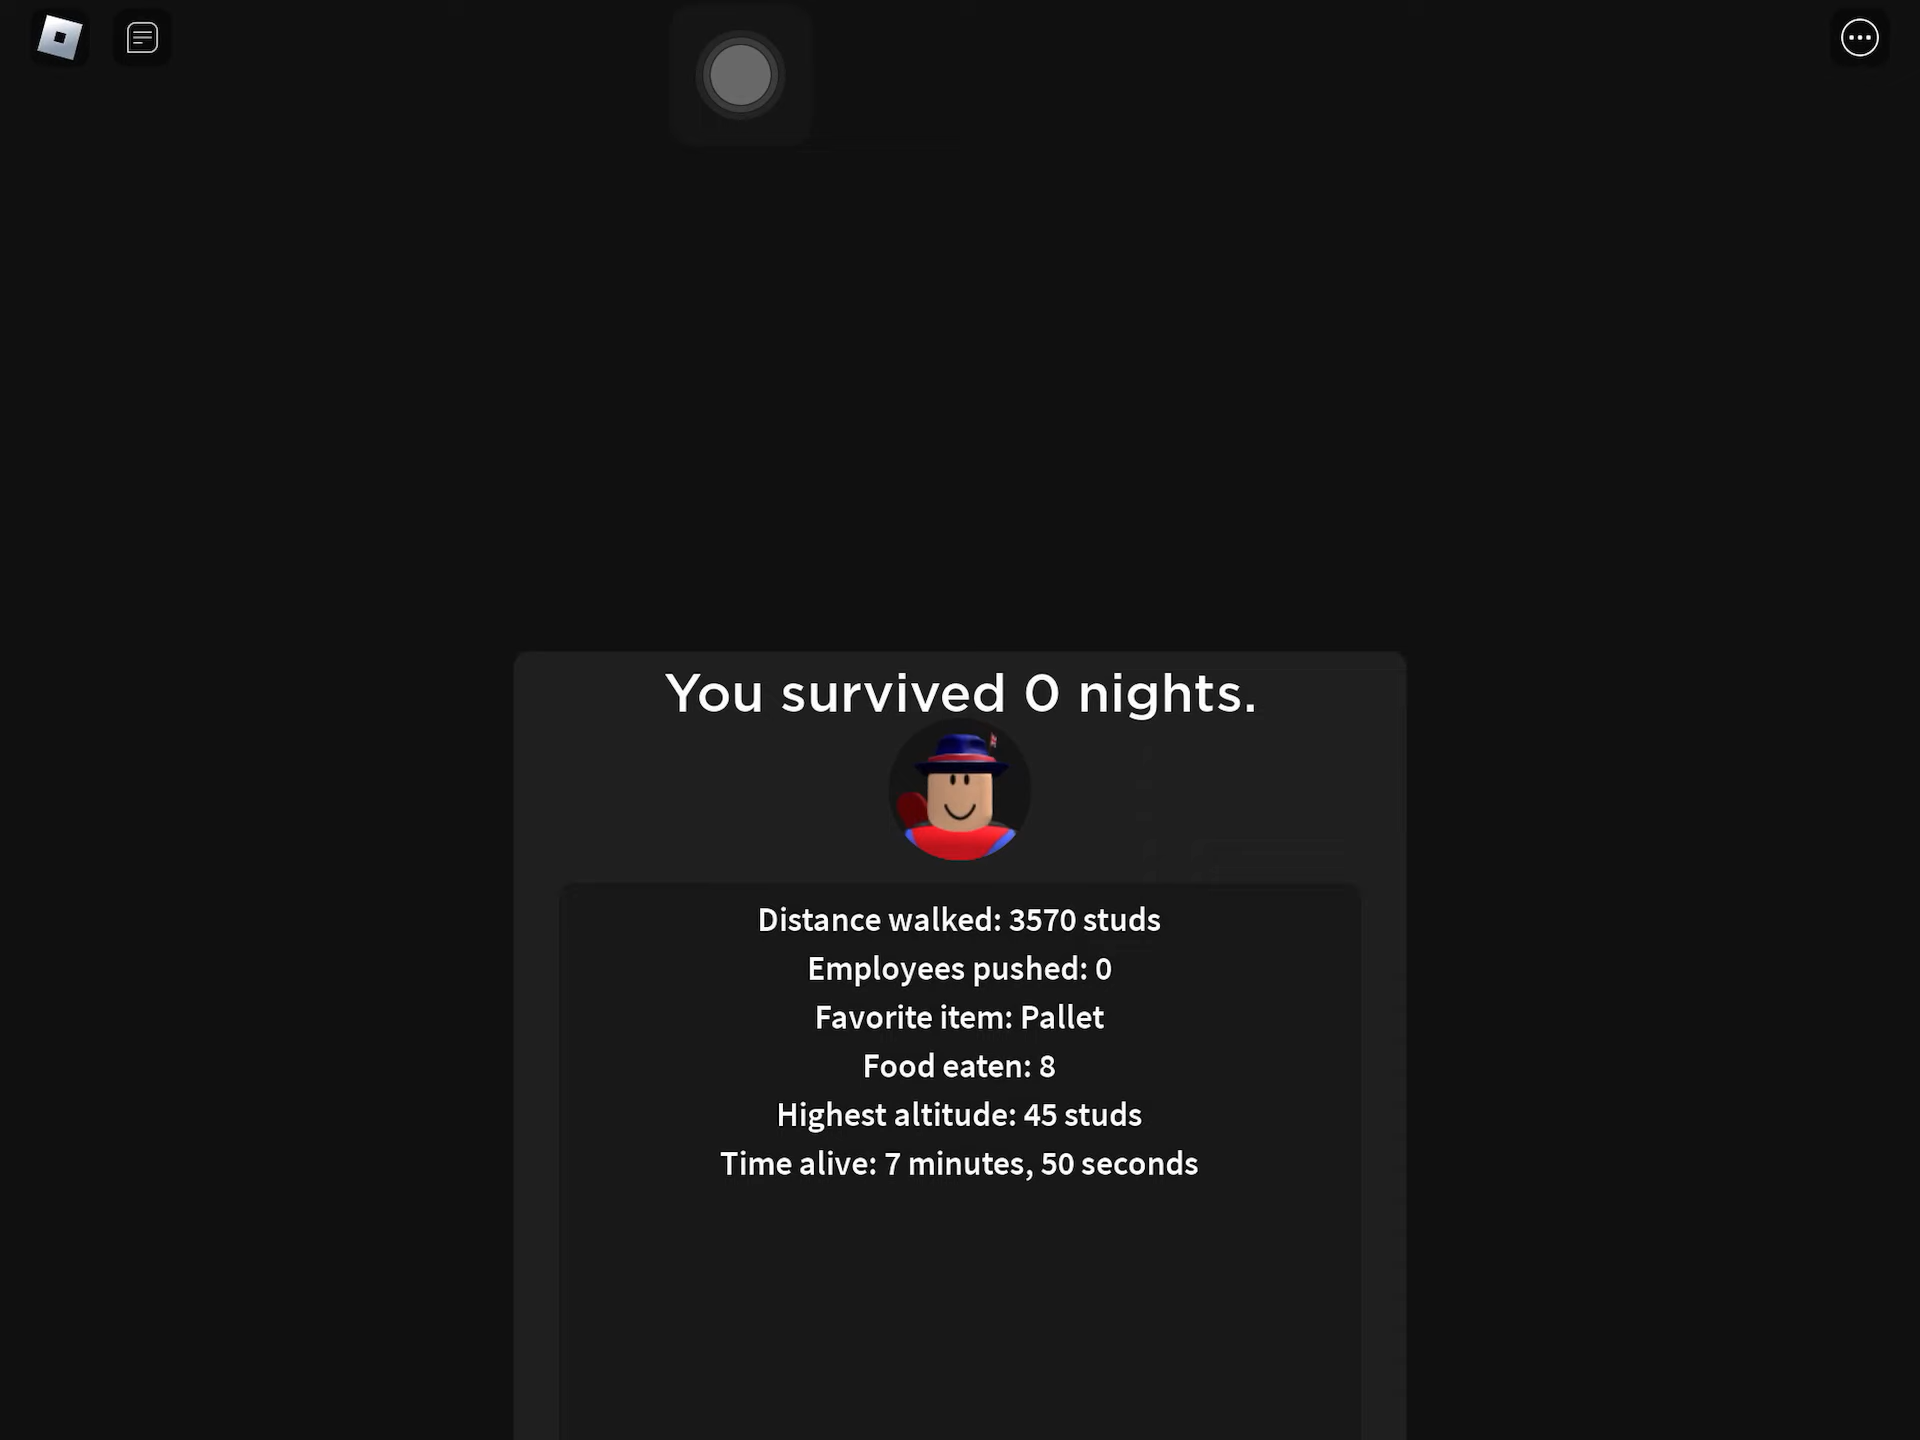 You survived 0 nights.
Distance walked: 3570 studs
Employees pushed: 0
Favorite item: Pallet
Food eaten: 8
Highest altitude: 45 studs
Time alive: 7 minutes, 50 seconds